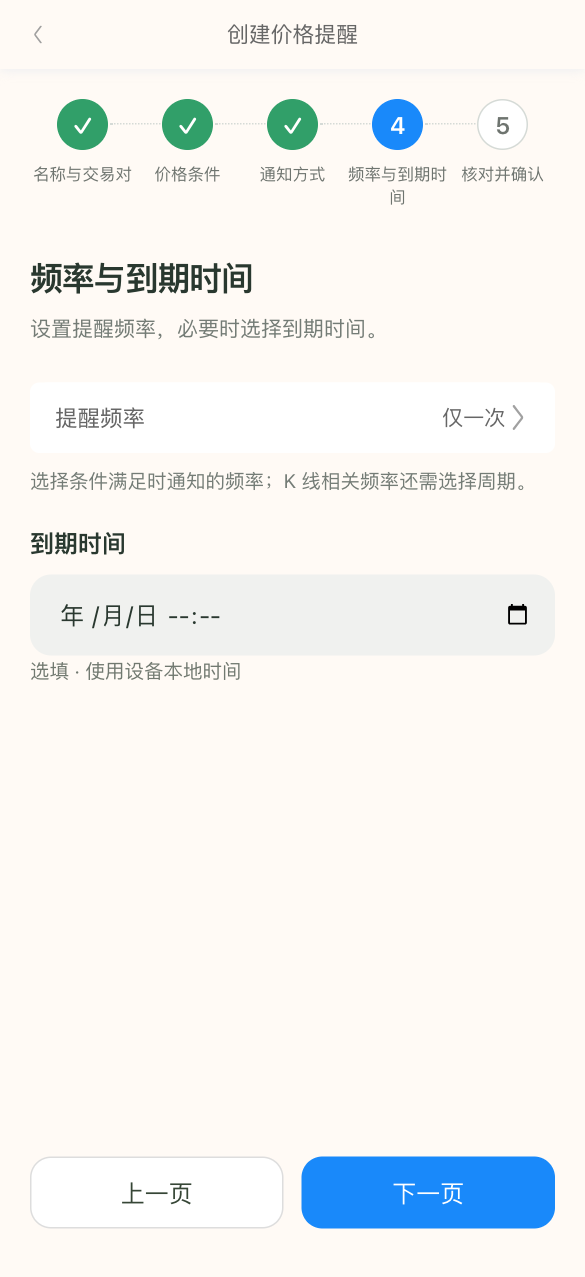 创建价格提醒
4
5
名称与交易对
价格条件
通知方式
频率与到期时间
核对并确认
频率与到期时间
设置提醒频率，必要时选择到期时间。
提醒频率
仅一次
选择条件满足时通知的频率；K 线相关频率还需选择周期。
到期时间
年 /月/日 --:--
选填 · 使用设备本地时间
上一页
下一页